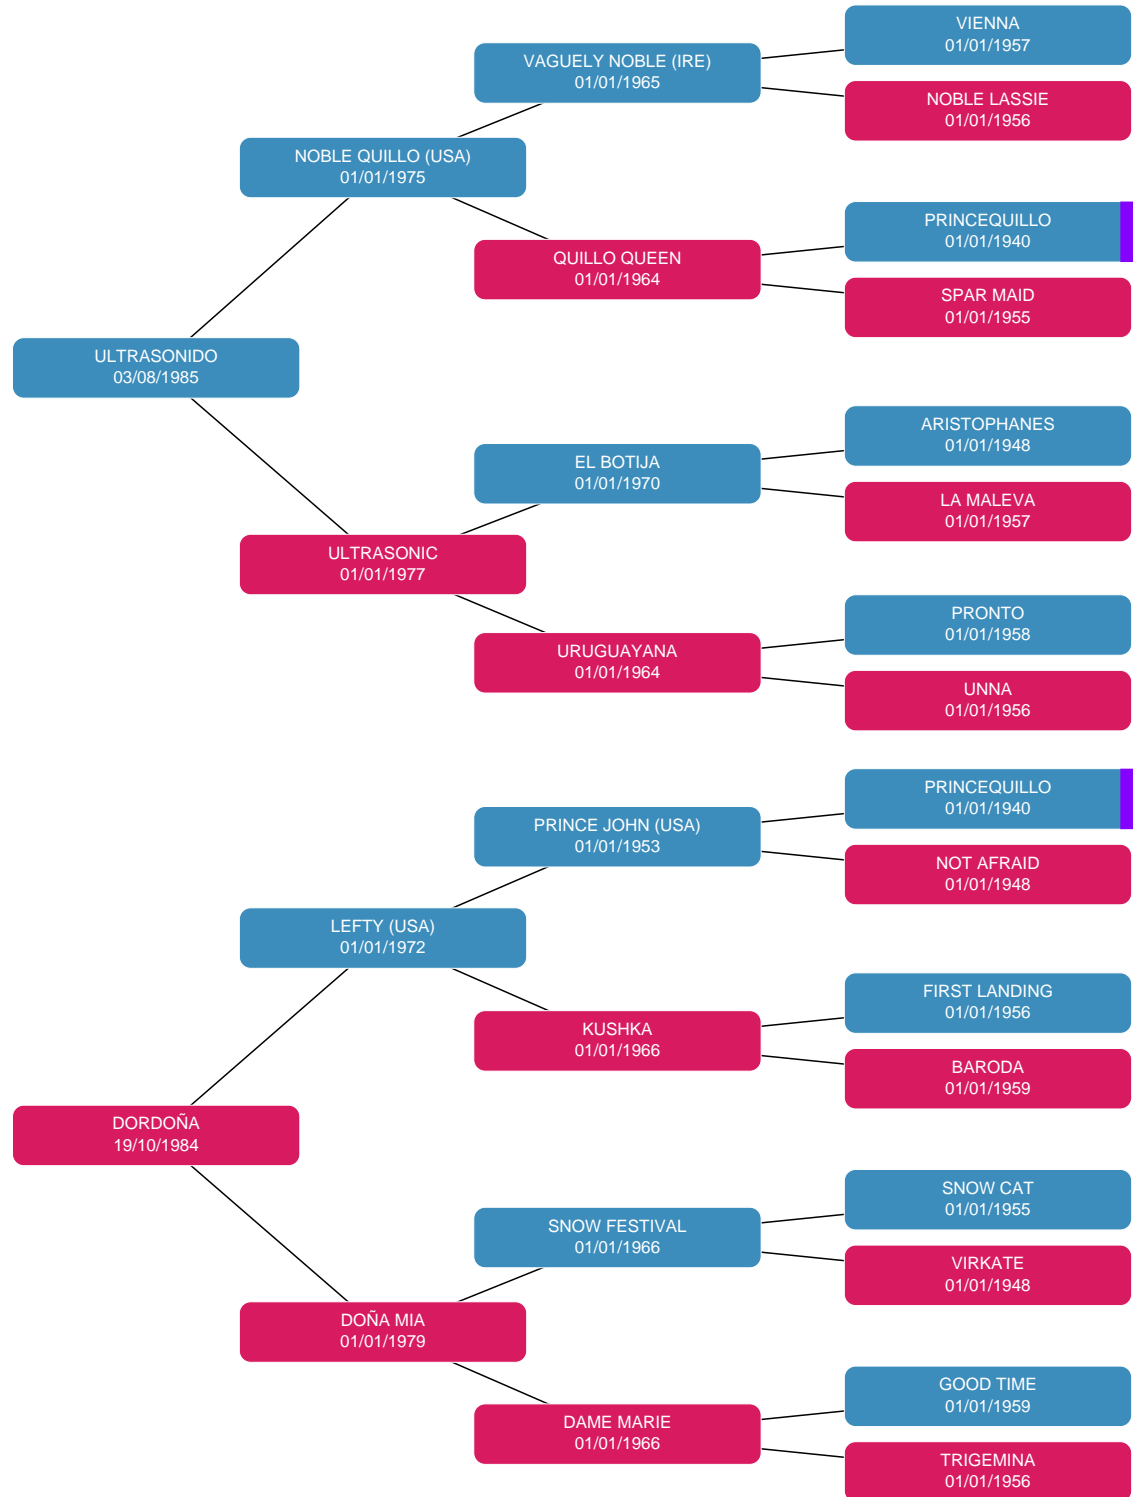 VIENNA
01/01/1957
VAGUELY NOBLE (IRE)
01/01/1965
NOBLE LASSIE
01/01/1956
NOBLE QUILLO (USA)
01/01/1975
PRINCEQUILLO
01/01/1940
QUILLO QUEEN
01/01/1964
SPAR MAID
01/01/1955
ULTRASONIDO
03/08/1985
ARISTOPHANES
01/01/1948
EL BOTIJA
01/01/1970
LA MALEVA
01/01/1957
ULTRASONIC
01/01/1977
PRONTO
01/01/1958
URUGUAYANA
01/01/1964
UNNA
01/01/1956
PRINCEQUILLO
01/01/1940
PRINCE JOHN (USA)
01/01/1953
NOT AFRAID
01/01/1948
LEFTY (USA)
01/01/1972
FIRST LANDING
01/01/1956
KUSHKA
01/01/1966
BARODA
01/01/1959
DORDOÑA
19/10/1984
SNOW CAT
01/01/1955
SNOW FESTIVAL
01/01/1966
VIRKATE
01/01/1948
DOÑA MIA
01/01/1979
GOOD TIME
01/01/1959
DAME MARIE
01/01/1966
TRIGEMINA
01/01/1956